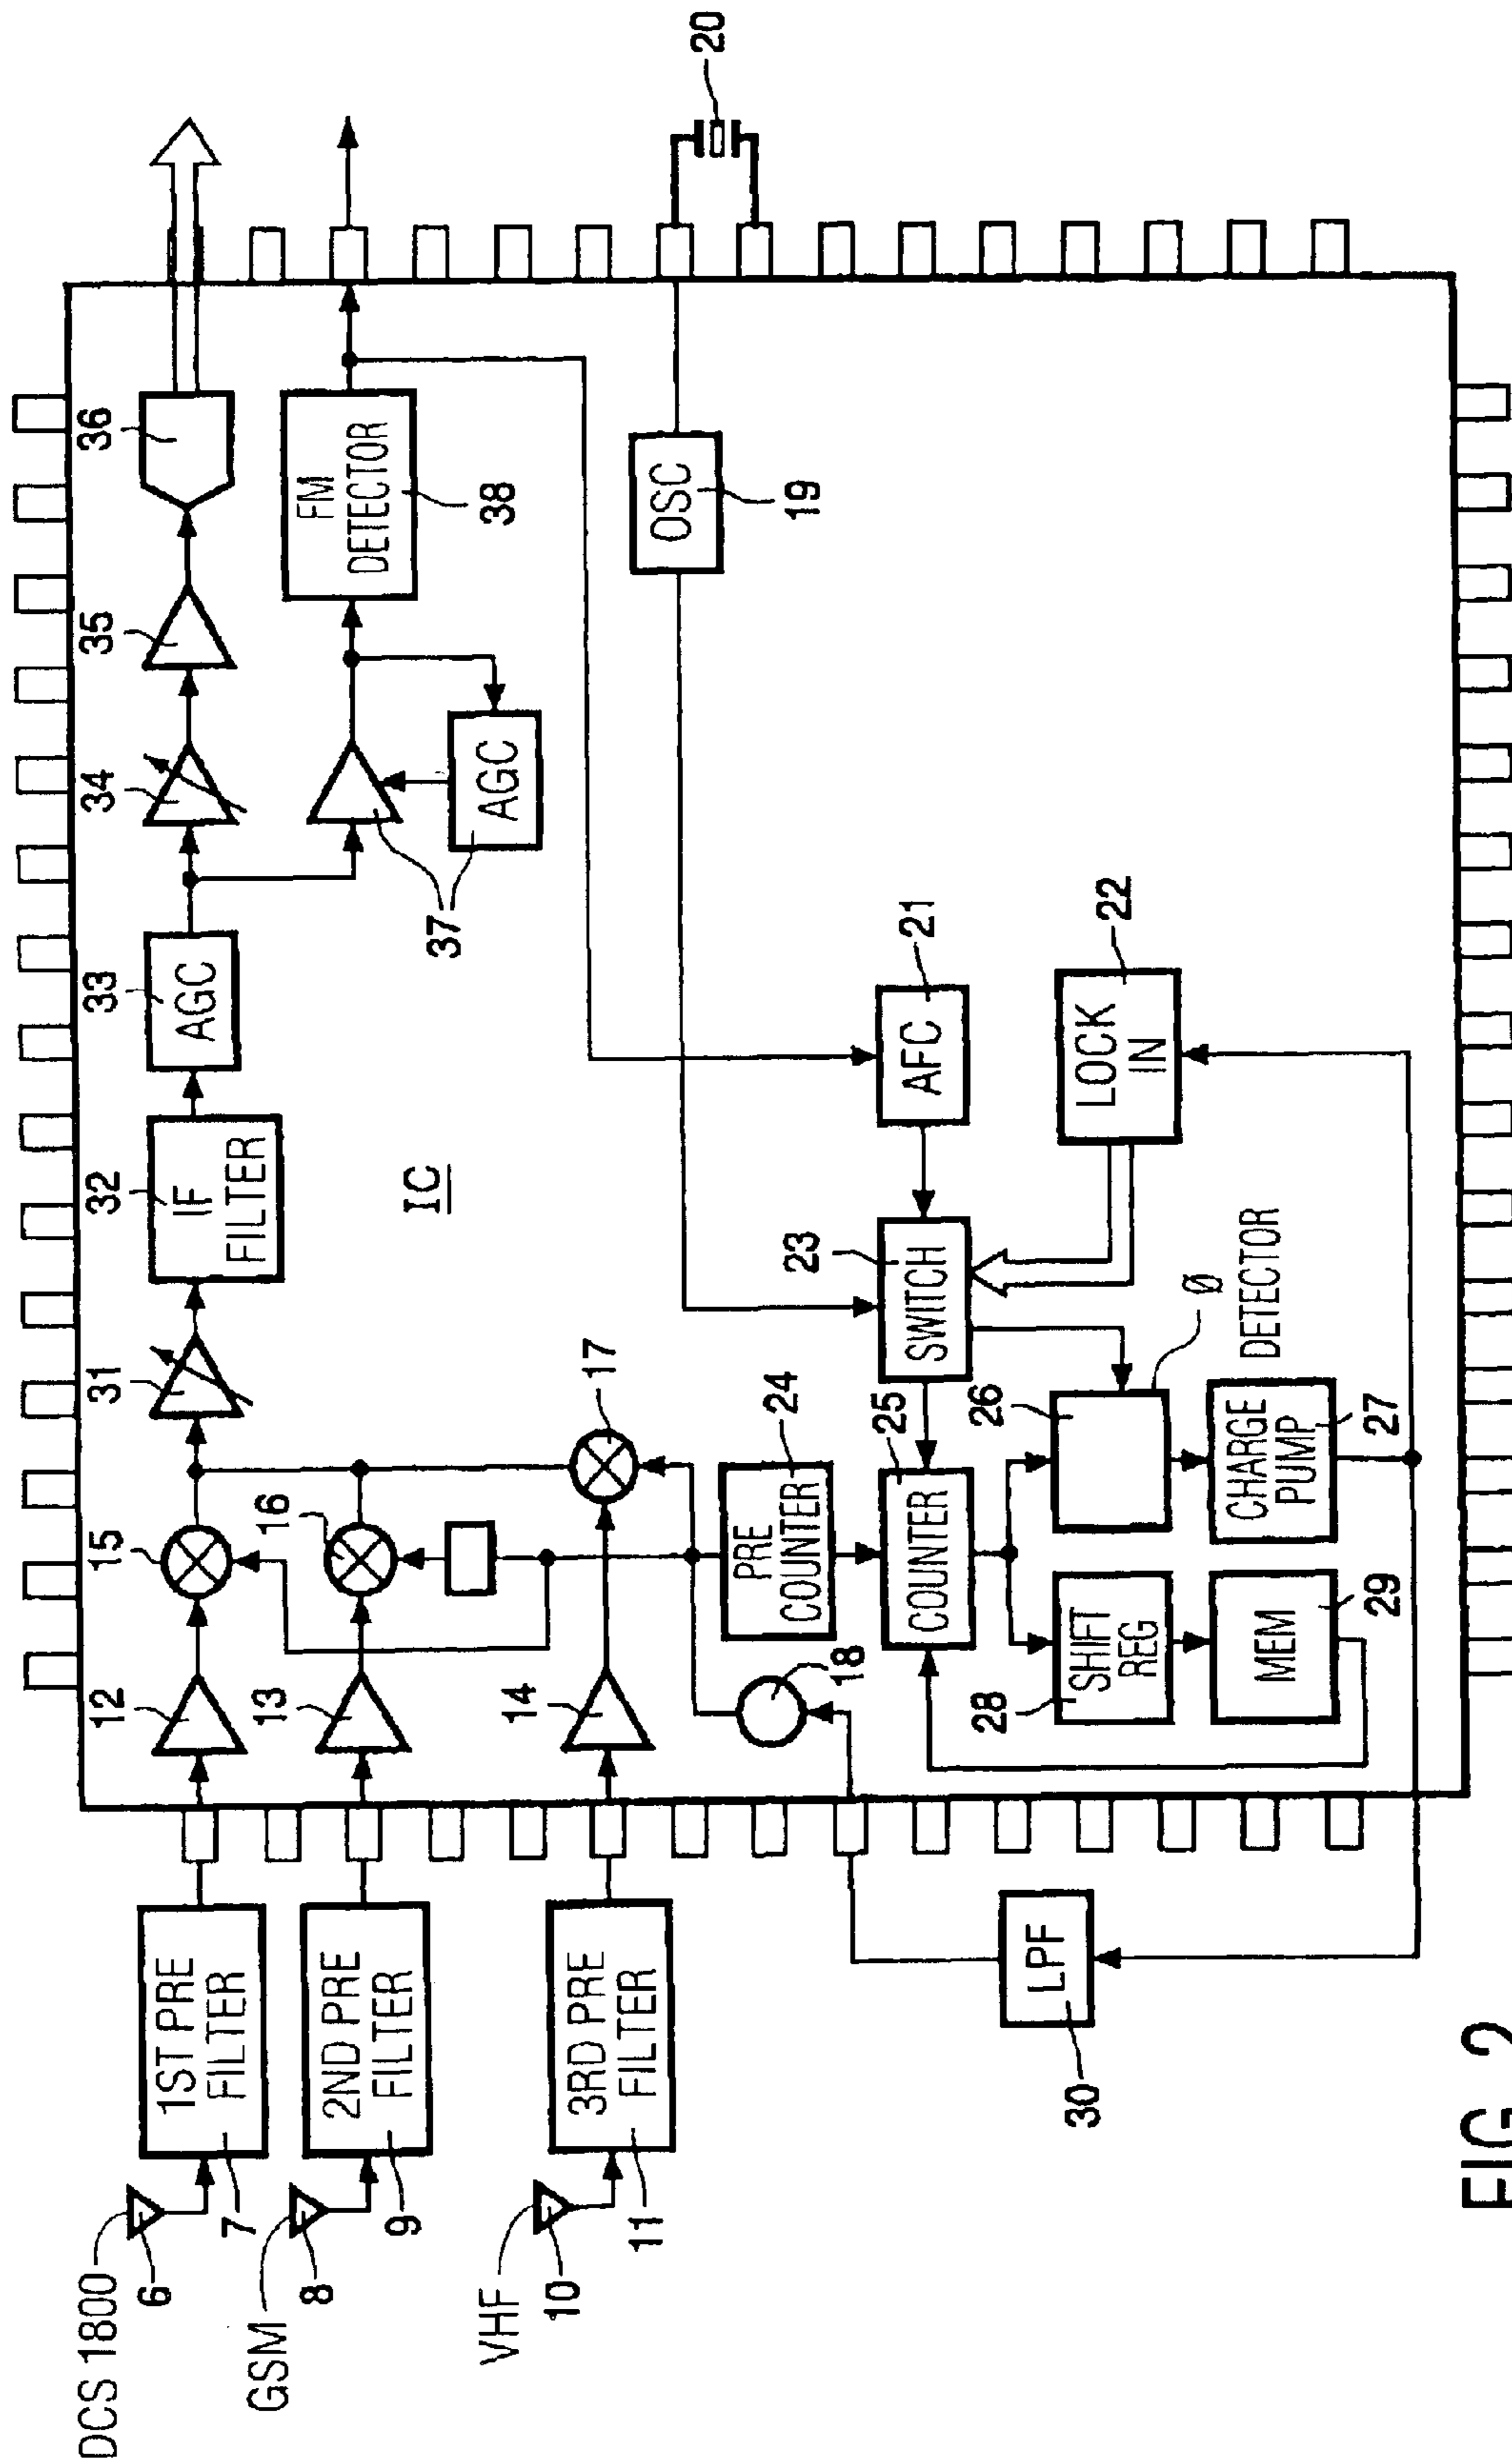 DCS 1800
6
1ST PRE
FILTER
7
GSM
8
2ND PRE
FILTER
9
VHF
10
3RD PRE
FILTER
11
12
13
14
15
16
17
18
31
IF
FILTER
32
AGC
33
34
35
36
37
AGC
FM
DETECTOR
38
IC
OSC
19
20
AFC
21
LOCK
IN
22
SWITCH
23
PRE
COUNTER
24
COUNTER
25
26
Ø
DETECTOR
CHARGE
PUMP
27
SHIFT
REG
28
MEM
29
LPF
30
FIG. 2